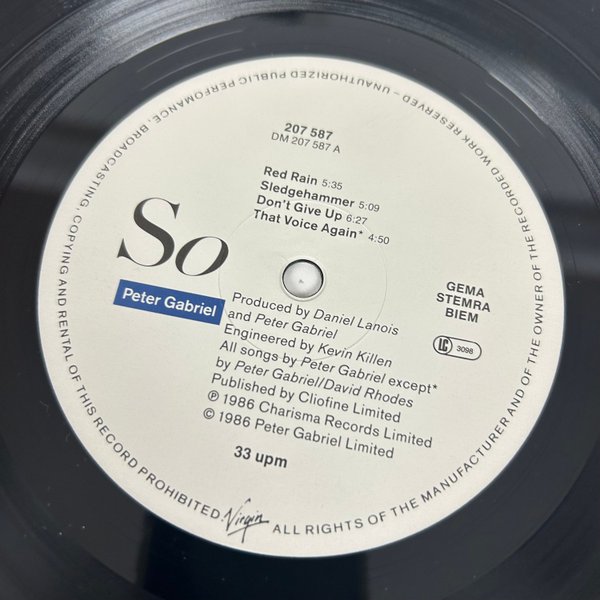 207 587
DM 207 587 A
Red Rain 5:35
Sledgehammer 5:09
Don't Give Up 6:27
That Voice Again* 4:50
So
Peter Gabriel
GEMA
STEMRA
BIEM
LC 3098
Produced by Daniel Lanois
and Peter Gabriel
Engineered by Kevin Killen
All songs by Peter Gabriel except*
by Peter Gabriel/David Rhodes
Published by Cliofine Limited
℗ 1986 Charisma Records Limited
© 1986 Peter Gabriel Limited
33 upm
Virgin
ALL RIGHTS OF THE MANUFACTURER AND OF THE OWNER OF THE RECORDED WORK RESERVED – UNAUTHORIZED PUBLIC PERFOMANCE, BROADCASTING, COPYING AND RENTAL OF THIS RECORD PROHIBITED.